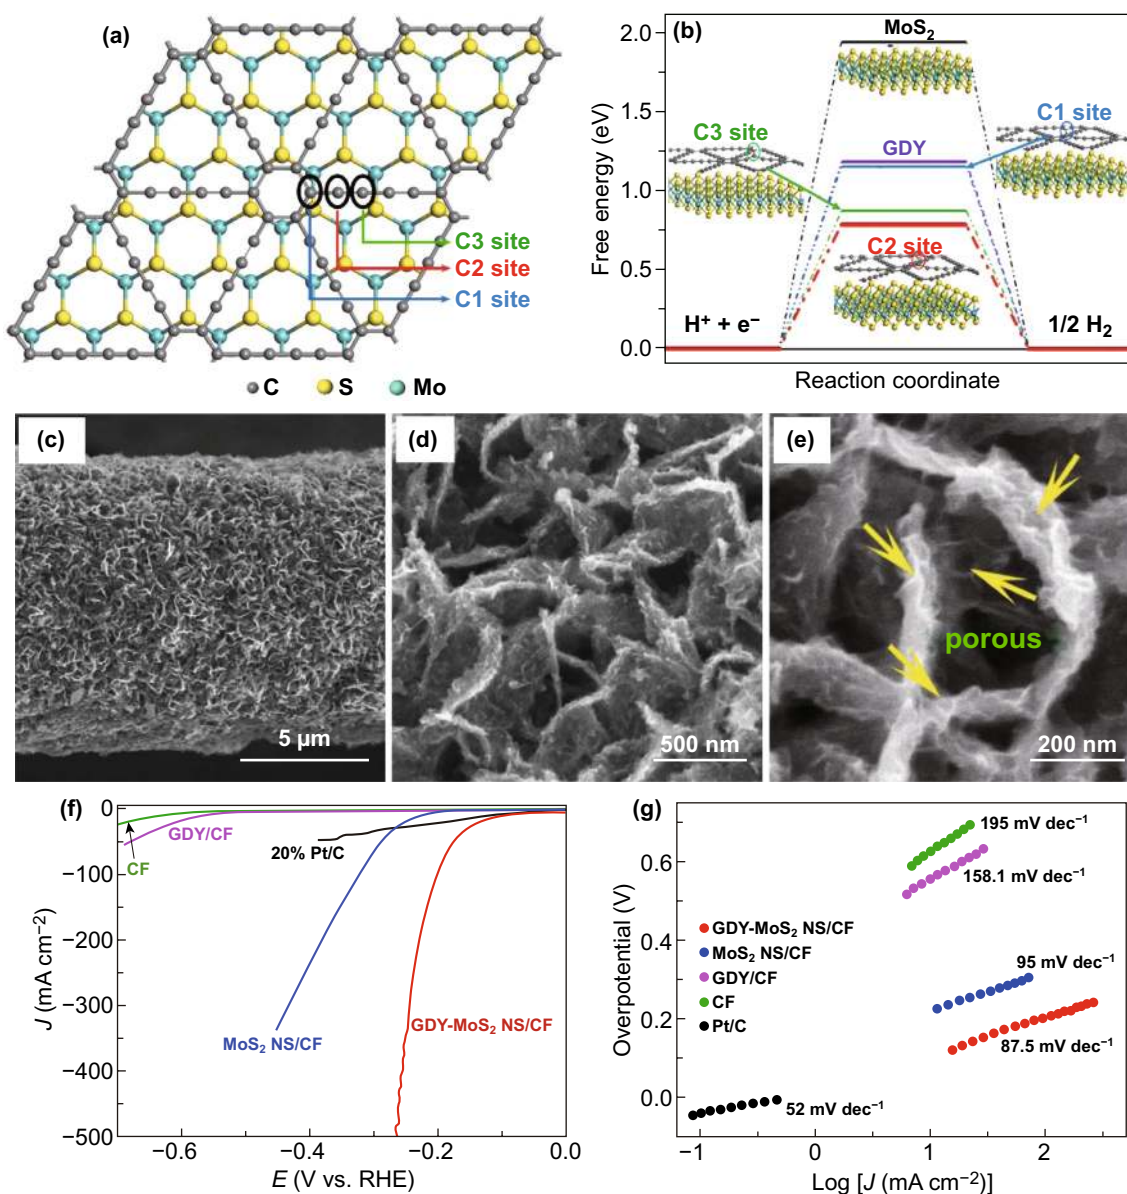 (a)
C3 site
C2 site
C1 site
C
S
Mo
(b)
MoS₂
2.0
1.5
1.0
0.5
0.0
Free energy (eV)
C3 site
GDY
C1 site
C2 site
H⁺ + e⁻
1/2 H₂
Reaction coordinate
(c)
5 µm
(d)
500 nm
(e)
porous
200 nm
(f)
0
−100
−200
−300
−400
−500
J (mA cm⁻²)
CF
GDY/CF
20% Pt/C
MoS₂ NS/CF
GDY-MoS₂ NS/CF
−0.6
−0.4
−0.2
0.0
E (V vs. RHE)
(g)
0.6
0.4
0.2
0.0
Overpotential (V)
195 mV dec⁻¹
158.1 mV dec⁻¹
GDY-MoS₂ NS/CF
MoS₂ NS/CF
GDY/CF
CF
Pt/C
95 mV dec⁻¹
87.5 mV dec⁻¹
52 mV dec⁻¹
−1
0
1
2
Log [J (mA cm⁻²)]